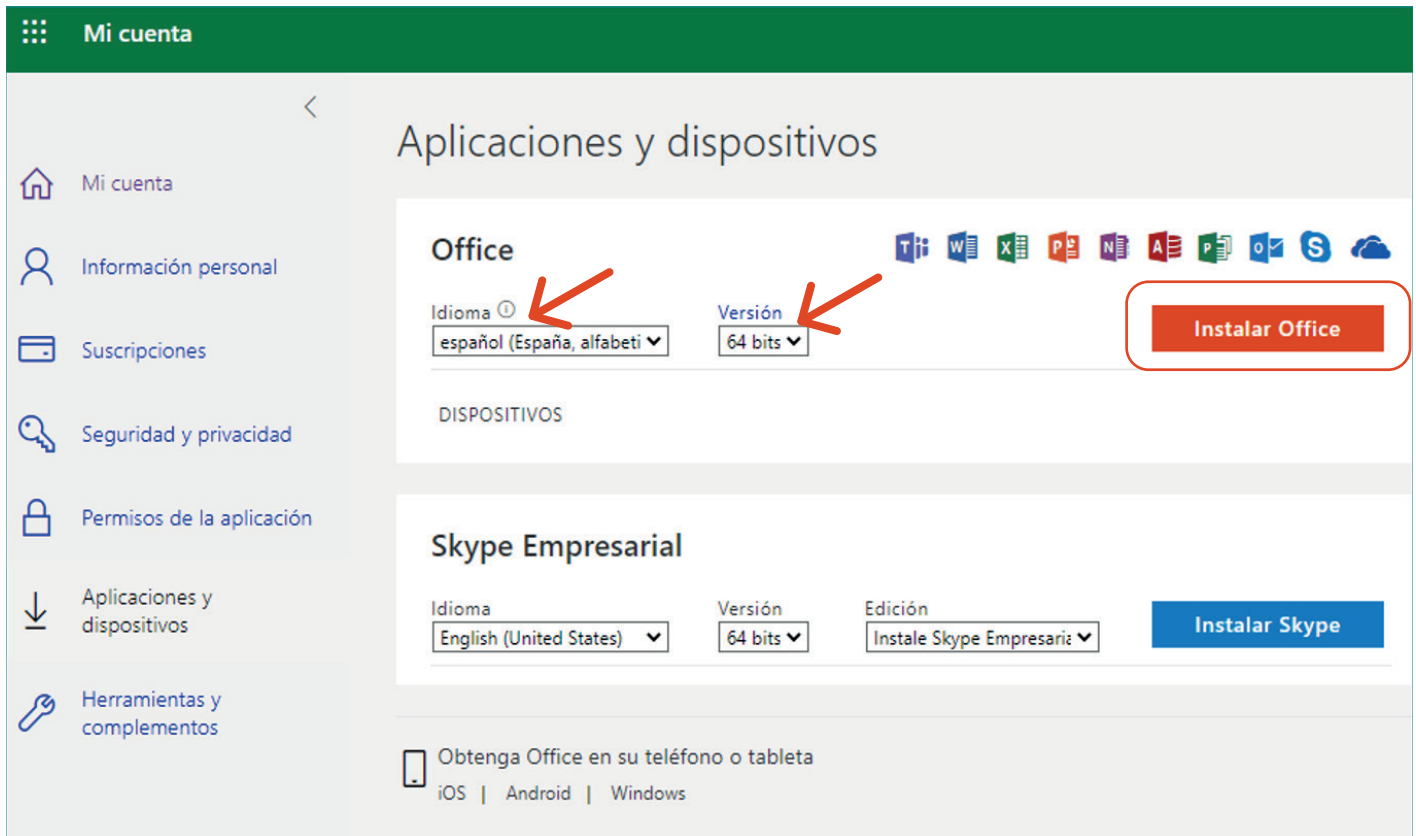 Mi cuenta
Mi cuenta
Información personal
Suscripciones
Seguridad y privacidad
Permisos de la aplicación
Aplicaciones y
dispositivos
Herramientas y
complementos
Aplicaciones y dispositivos
Office
T W X P N A P O S
Idioma Versión
español (España, alfabeti 64 bits
Instalar Office
DISPOSITIVOS
Skype Empresarial
Idioma Versión Edición
English (United States) 64 bits Instale Skype Empresaria
Instalar Skype
Obtenga Office en su teléfono o tableta
iOS | Android | Windows